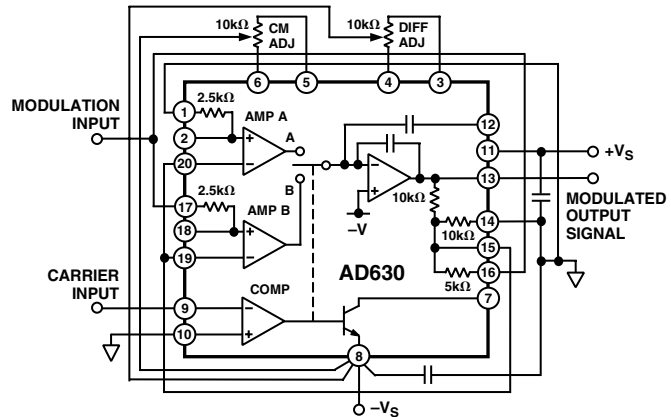 10kΩ
CM
ADJ
10kΩ
DIFF
ADJ
6
5
4
3
MODULATION
INPUT
1
2.5kΩ
AMP A
2
+
A
20
–
12
11
+VS
–
13
+
10kΩ
–V
MODULATED
OUTPUT
SIGNAL
B
17
2.5kΩ
AMP B
18
+
19
–
14
10kΩ
15
16
5kΩ
AD630
CARRIER
INPUT
COMP
9
–
10
+
7
8
–VS